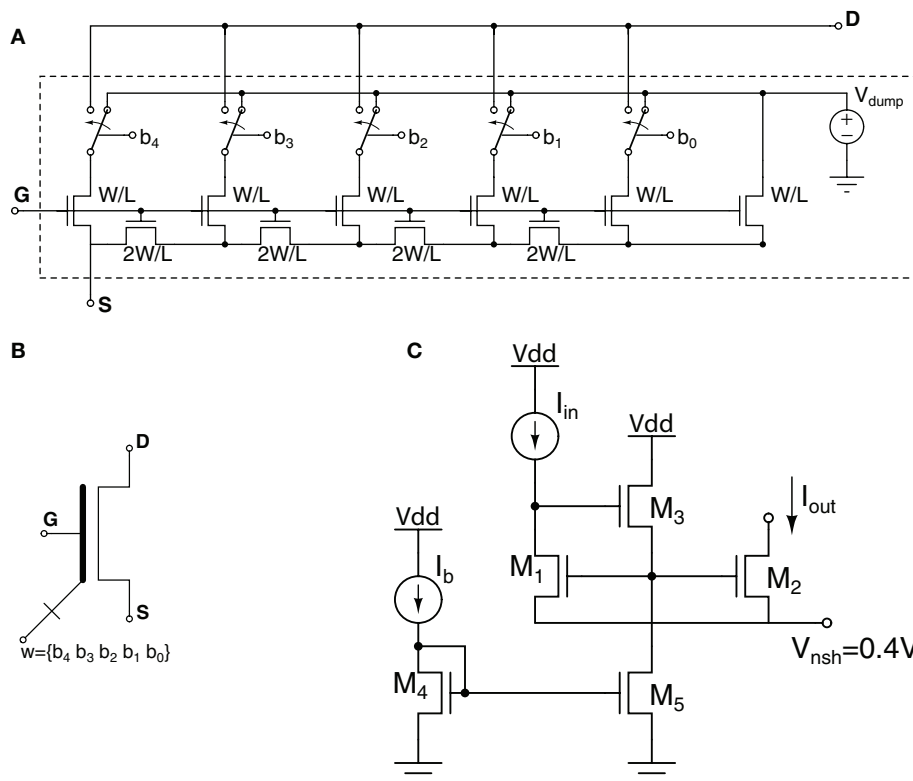 A
D
V_dump
b₄ b₃ b₂ b₁ b₀
G
W/L W/L W/L W/L W/L W/L
2W/L 2W/L 2W/L 2W/L
S
B
D
G
S
w={b₄ b₃ b₂ b₁ b₀}
C
Vdd
I_in
Vdd
M₃
I_out
Vdd
I_b
M₁
M₂
V_nsh=0.4V
M₄
M₅